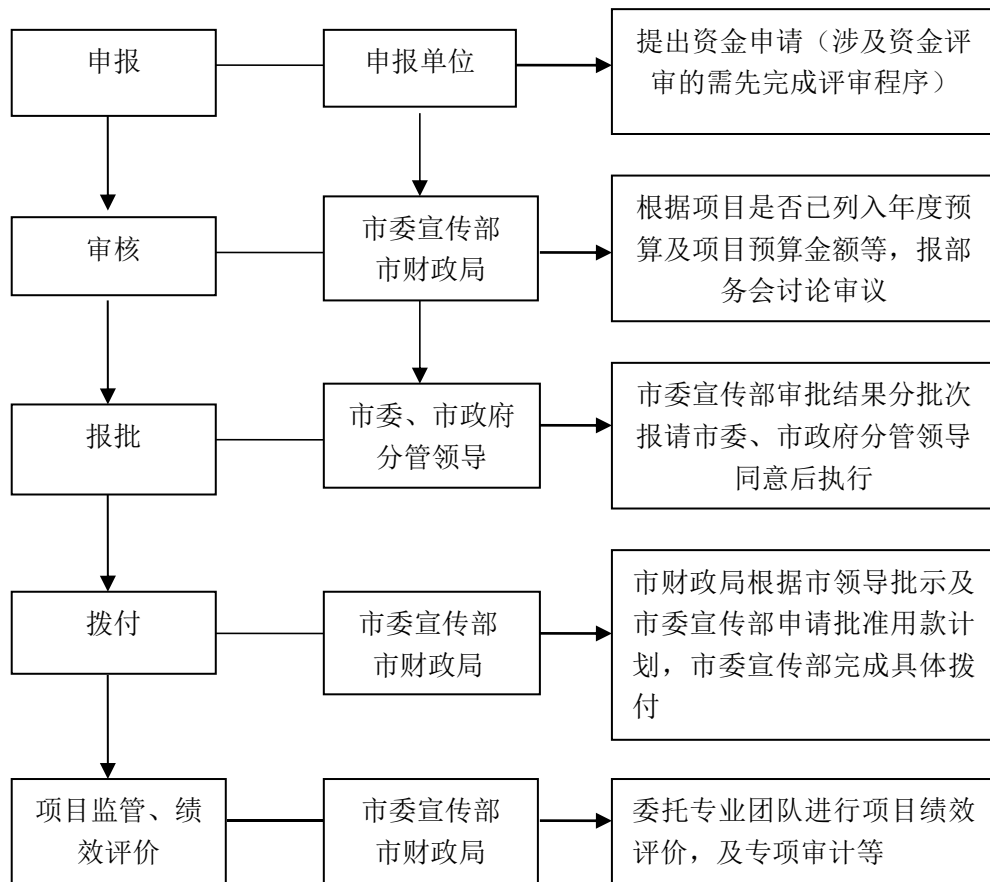 申报
申报单位
提出资金申请（涉及资金评
审的需先完成评审程序）
审核
市委宣传部
市财政局
根据项目是否已列入年度预
算及项目预算金额等，报部
务会讨论审议
报批
市委、市政府
分管领导
市委宣传部审批结果分批次
报请市委、市政府分管领导
同意后执行
拨付
市委宣传部
市财政局
市财政局根据市领导批示及
市委宣传部申请批准用款计
划，市委宣传部完成具体拨
付
项目监管、绩
效评价
市委宣传部
市财政局
委托专业团队进行项目绩效
评价，及专项审计等